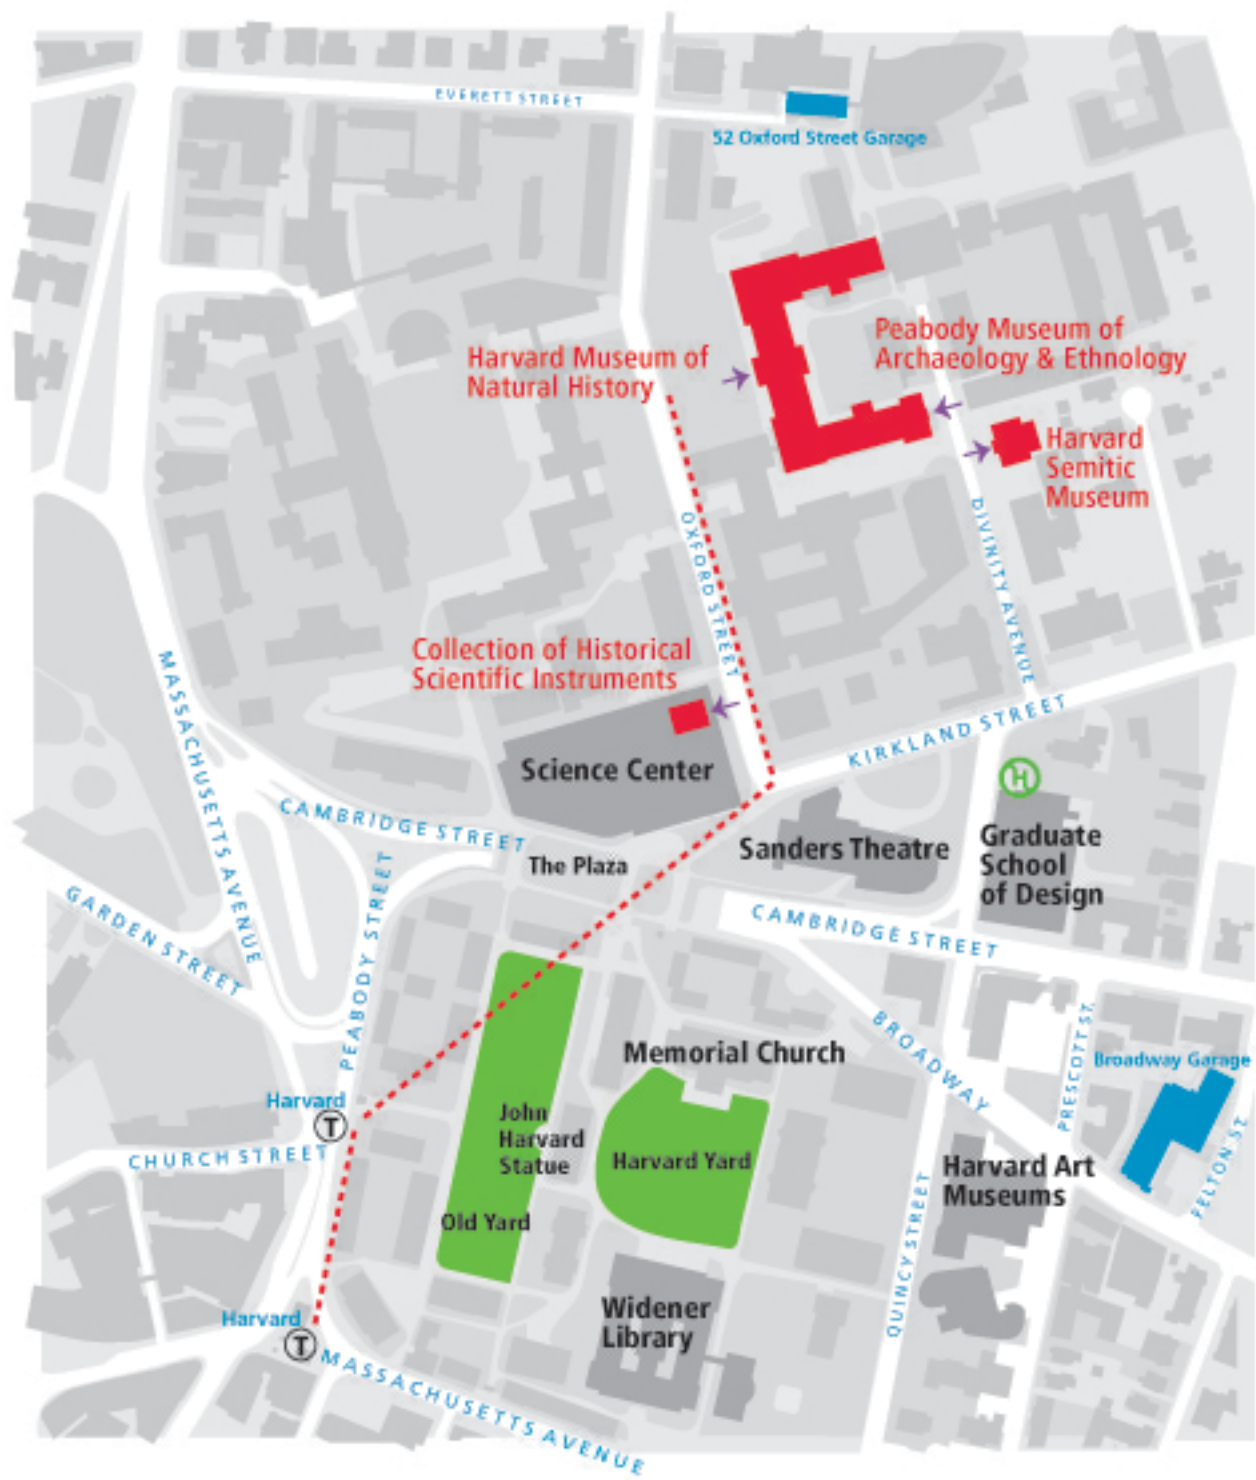 EVERETT STREET
52 Oxford Street Garage
Peabody Museum of
Archaeology & Ethnology
Harvard Museum of
Natural History
Harvard
Semitic
Museum
OXFORD STREET
DIVINITY AVENUE
Collection of Historical
Scientific Instruments
MASSACHUSETTS AVENUE
KIRKLAND STREET
Science Center
H
CAMBRIDGE STREET
Sanders Theatre
Graduate
School
of Design
The Plaza
GARDEN STREET
PEABODY STREET
CAMBRIDGE STREET
BROADWAY
Memorial Church
PRESCOTT ST.
Broadway Garage
Harvard
T
John
Harvard
Statue
CHURCH STREET
Harvard Yard
Harvard Art
Museums
FELTON ST.
Old Yard
QUINCY STREET
Widener
Library
Harvard
T
MASSACHUSETTS AVENUE